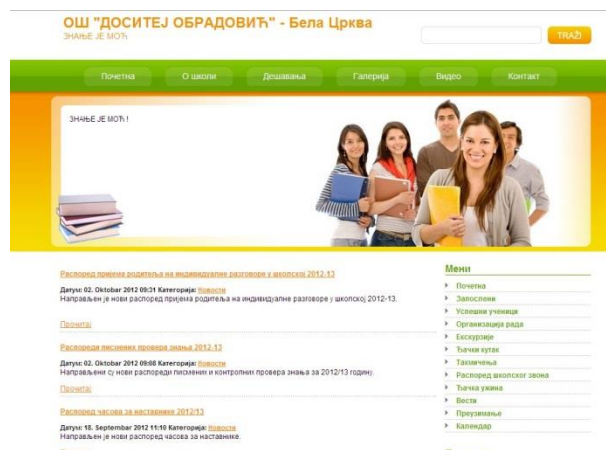 ОШ "ДОСИТЕЈ ОБРАДОВИЋ" - Бела Црква
ЗНАЊЕ ЈЕ МОЋ
TRAŽI
Почетна О школи Дешавања Галерија Видео Контакт
ЗНАЊЕ ЈЕ МОЋ !
Распоред пријема родитеља на индивидуалне разговоре у школској 2012-13
Датум: 02. Oktobar 2012 09:31 Категорија: Новости
Направљен је нови распоред пријема родитеља на индивидуалне разговоре у школској 2012-13.
Прочитај
Распореди писмених провера знања 2012-13
Датум: 02. Oktobar 2012 09:08 Категорија: Новости
Направљени су нови распореди писмених и контролних провера знања за 2012/13 годину.
Прочитај
Распоред часова за наставнике 2012/13
Датум: 18. Septembar 2012 11:10 Категорија: Новости
Направљен је нови распоред часова за наставнике.
Мени
Почетна
Запослени
Успешни ученици
Организација рада
Екскурзије
Ђачки кутак
Такмичења
Распоред школског звона
Ђачка ужина
Вести
Преузимање
Календар